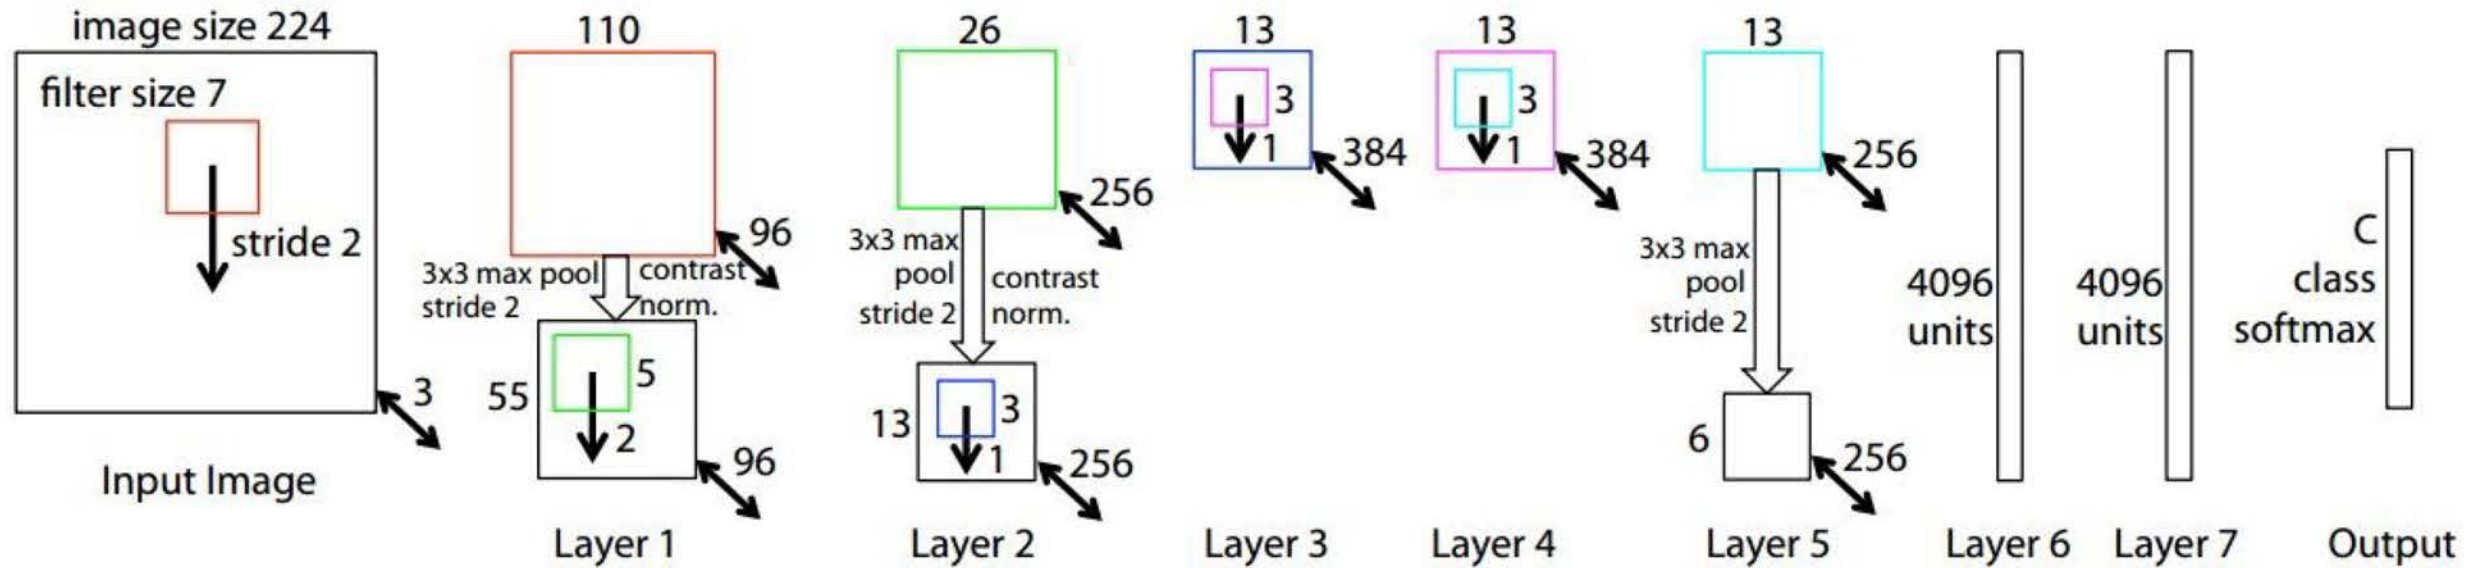 image size 224
filter size 7
stride 2
3
Input Image
110
96
3x3 max pool
stride 2
contrast
norm.
55
5
2
96
Layer 1
26
256
3x3 max
pool
stride 2
contrast
norm.
13
3
1
256
Layer 2
13
3
1
384
Layer 3
13
3
1
384
Layer 4
13
256
3x3 max
pool
stride 2
6
256
Layer 5
4096
units
Layer 6
4096
units
Layer 7
C
class
softmax
Output